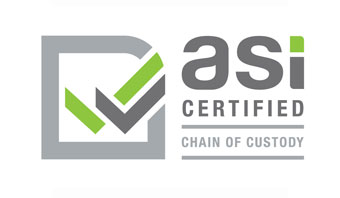 asi
CERTIFIED
CHAIN OF CUSTODY